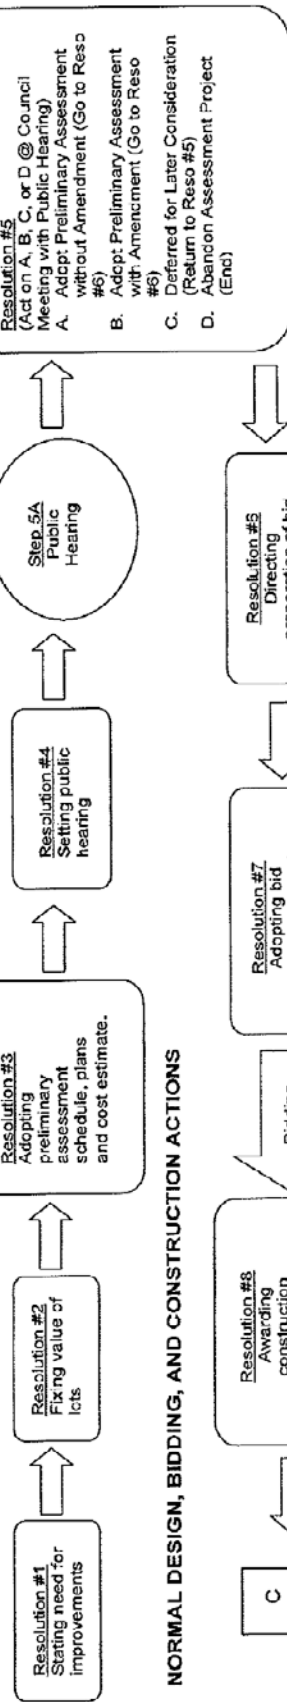 Resolution #1
Stating need for
improvements
Resolution #2
Fixing value of
lots
Resolution #3
Adopting
preliminary
assessment
schedule, plans
and cost estimate.
Resolution #4
Setting public
hearing
Step 5A
Public
Hearing
Resolution #5
(Act on A, B, C, or D @ Council
Meeting with Public Hearing)
A. Adopt Preliminary Assessment
without Amendment (Go to Reso
#6)
B. Adopt Preliminary Assessment
with Amendment (Go to Reso
#6)
C. Deferred for Later Consideration
(Return to Reso #5)
D. Abandon Assessment Project
(End)
NORMAL DESIGN, BIDDING, AND CONSTRUCTION ACTIONS
Resolution #6
Directing
Resolution #7
Adopting bid
Bidding
Resolution #8
Awarding
construction
C